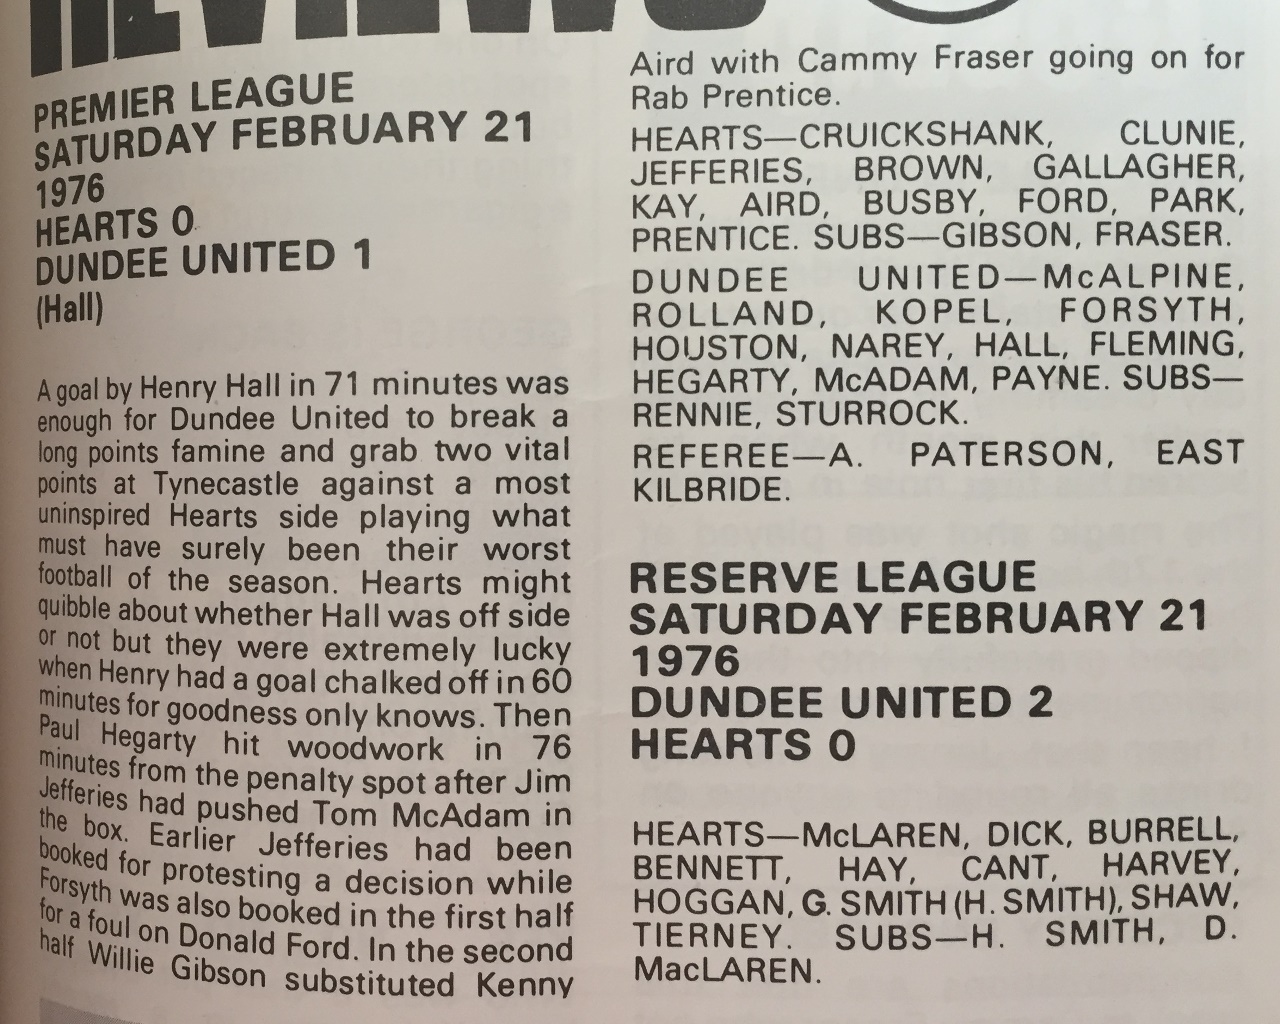 REVIEWS
PREMIER LEAGUE
SATURDAY FEBRUARY 21
1976
HEARTS 0
DUNDEE UNITED 1
(Hall)
A goal by Henry Hall in 71 minutes was
enough for Dundee United to break a
long points famine and grab two vital
points at Tynecastle against a most
uninspired Hearts side playing what
must have surely been their worst
football of the season. Hearts might
quibble about whether Hall was off side
or not but they were extremely lucky
when Henry had a goal chalked off in 60
minutes for goodness only knows. Then
Paul Hegarty hit woodwork in 76
minutes from the penalty spot after Jim
Jefferies had pushed Tom McAdam in
the box. Earlier Jefferies had been
booked for protesting a decision while
Forsyth was also booked in the first half
for a foul on Donald Ford. In the second
half Willie Gibson substituted Kenny
Aird with Cammy Fraser going on for
Rab Prentice.
HEARTS—CRUICKSHANK, CLUNIE,
JEFFERIES, BROWN, GALLAGHER,
KAY, AIRD, BUSBY, FORD, PARK,
PRENTICE. SUBS—GIBSON, FRASER.
DUNDEE UNITED—McALPINE,
ROLLAND, KOPEL, FORSYTH,
HOUSTON, NAREY, HALL, FLEMING,
HEGARTY, McADAM, PAYNE. SUBS—
RENNIE, STURROCK.
REFEREE—A. PATERSON, EAST
KILBRIDE.
RESERVE LEAGUE
SATURDAY FEBRUARY 21
1976
DUNDEE UNITED 2
HEARTS 0
HEARTS—McLAREN, DICK, BURRELL,
BENNETT, HAY, CANT, HARVEY,
HOGGAN, G. SMITH (H. SMITH), SHAW,
TIERNEY. SUBS—H. SMITH, D.
MacLAREN.